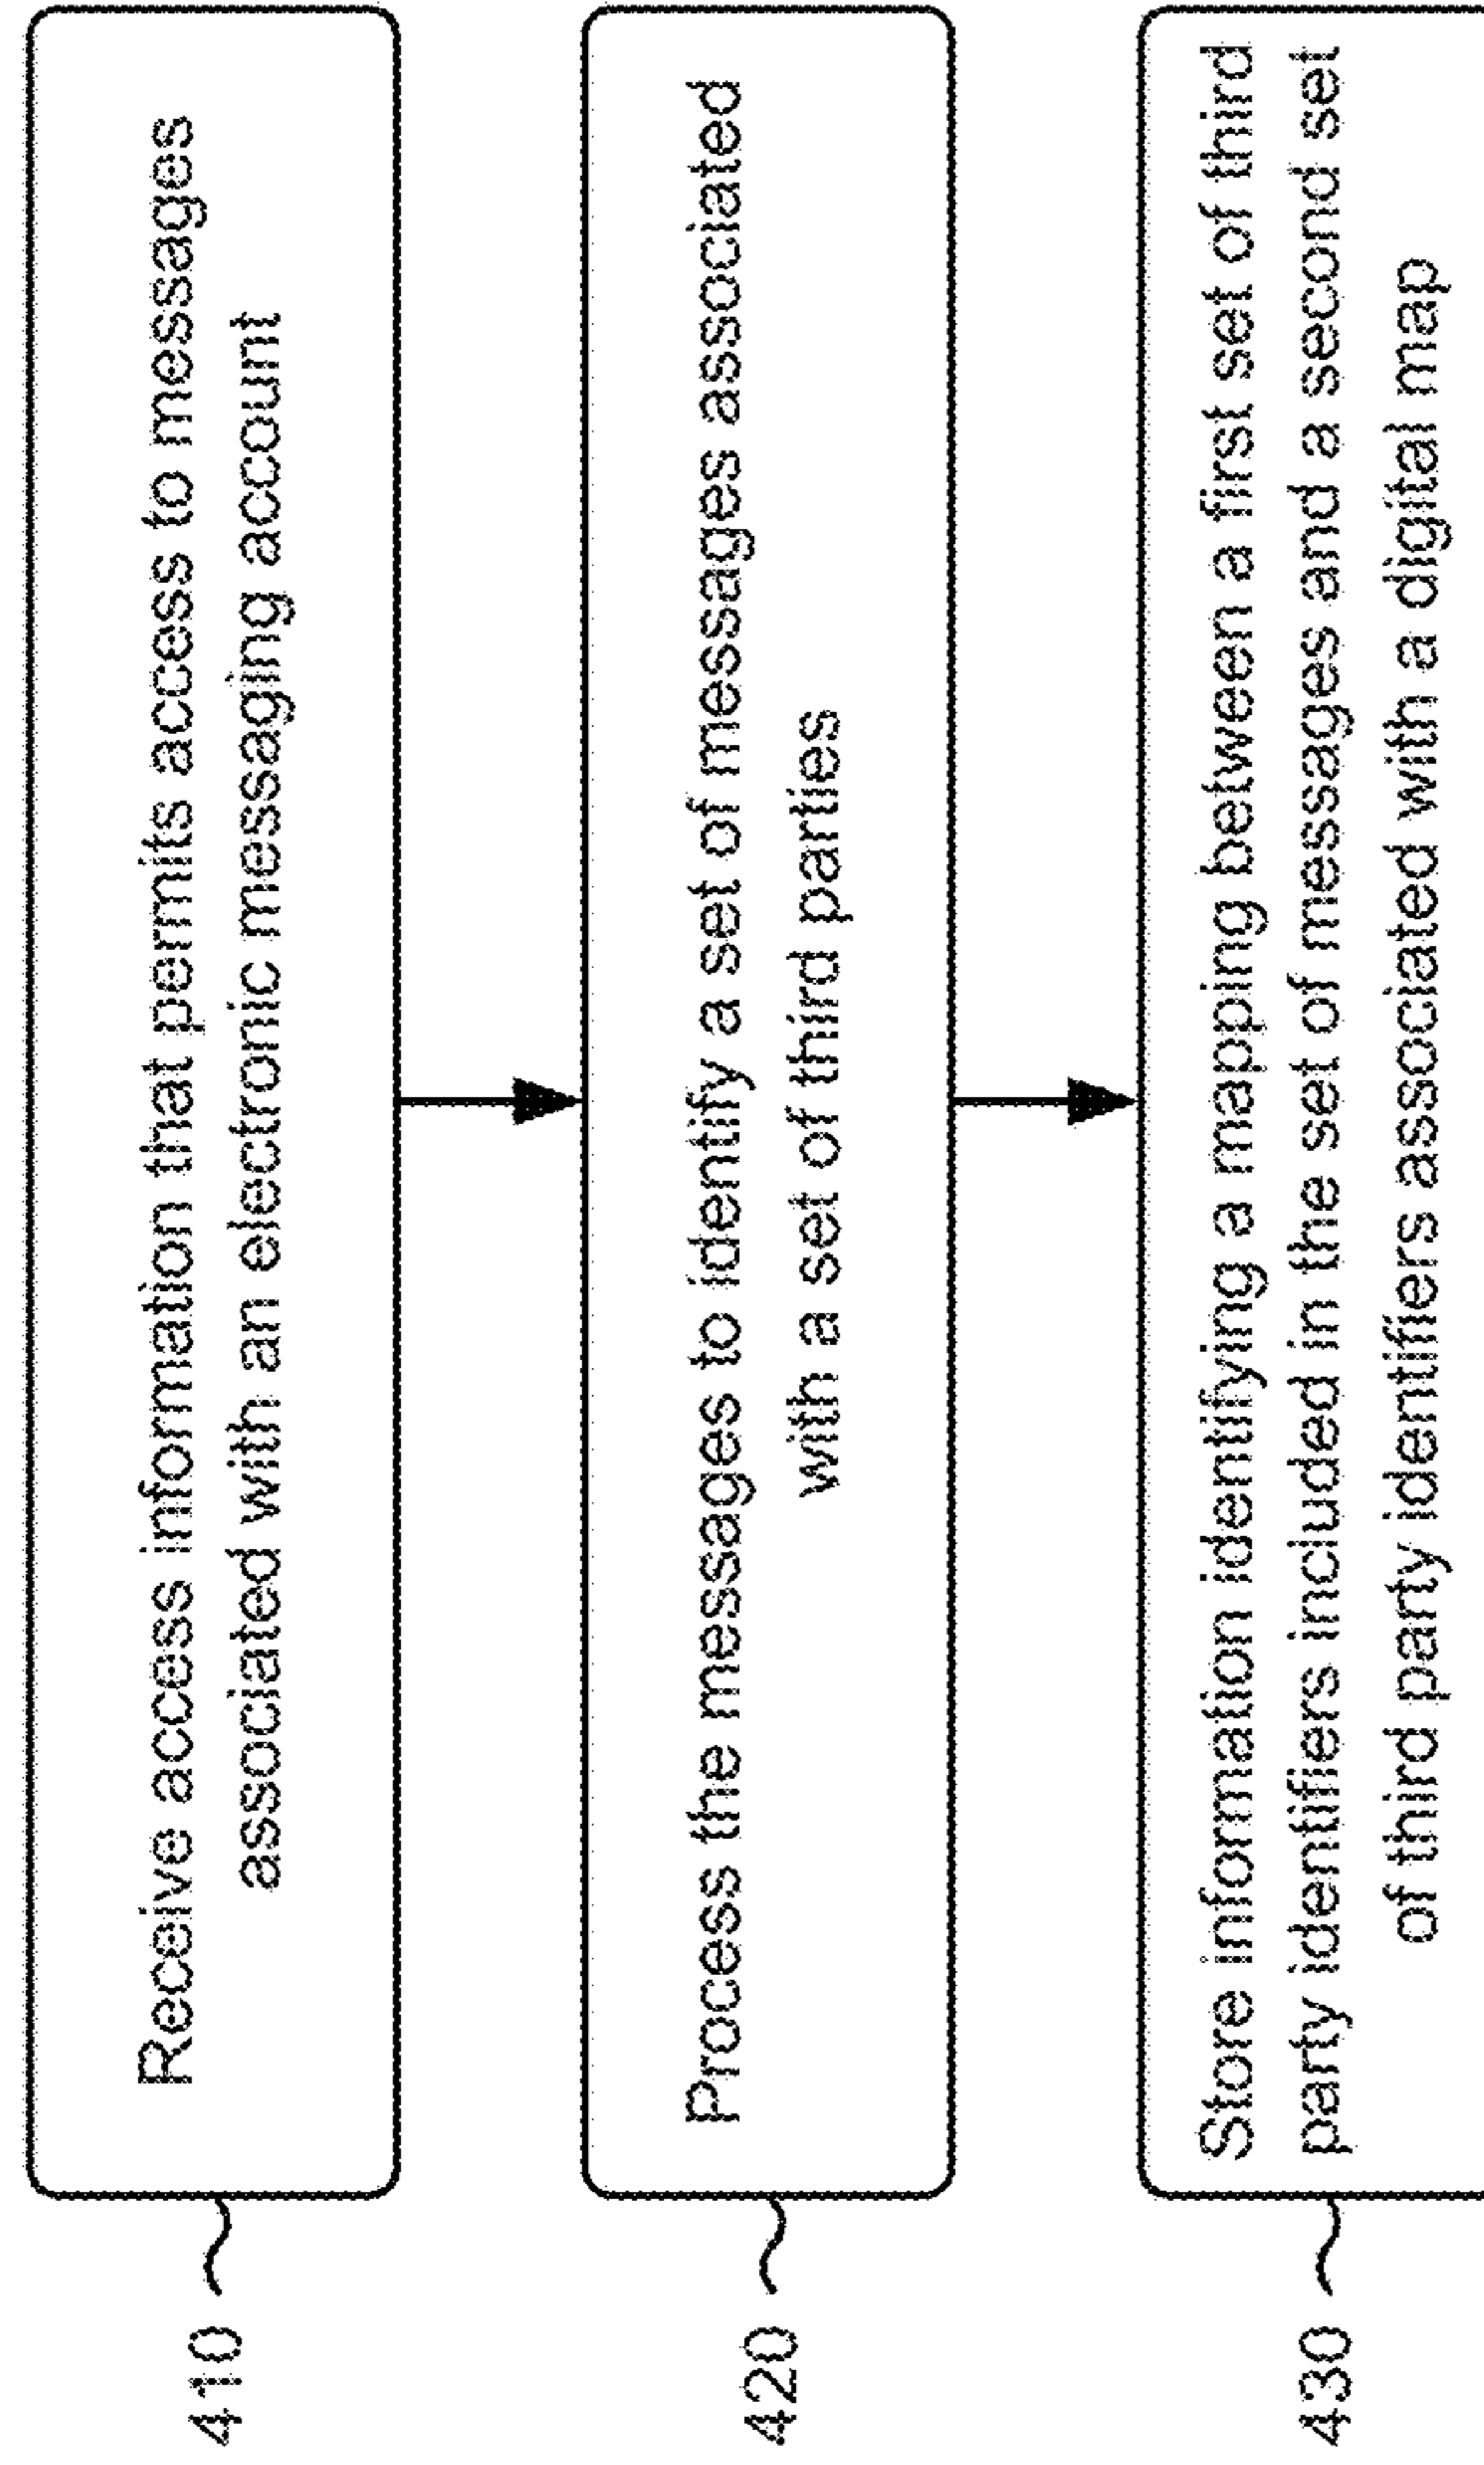 410
Receive access information that permits access to messages
associated with an electronic messaging account
420
Process the messages to identify a set of messages associated
with a set of third parties
430
Store information identifying a mapping between a first set of third
party identifiers included in the set of messages and a second set
of third party identifiers associated with a digital map